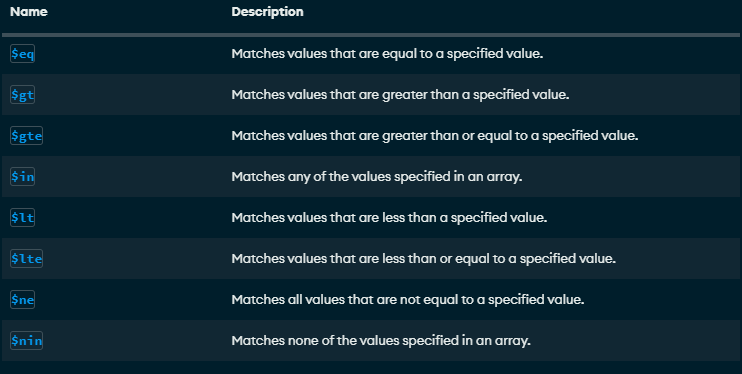 Name Description
$eq Matches values that are equal to a specified value.
$gt Matches values that are greater than a specified value.
$gte Matches values that are greater than or equal to a specified value.
$in Matches any of the values specified in an array.
$lt Matches values that are less than a specified value.
$lte Matches values that are less than or equal to a specified value.
$ne Matches all values that are not equal to a specified value.
$nin Matches none of the values specified in an array.